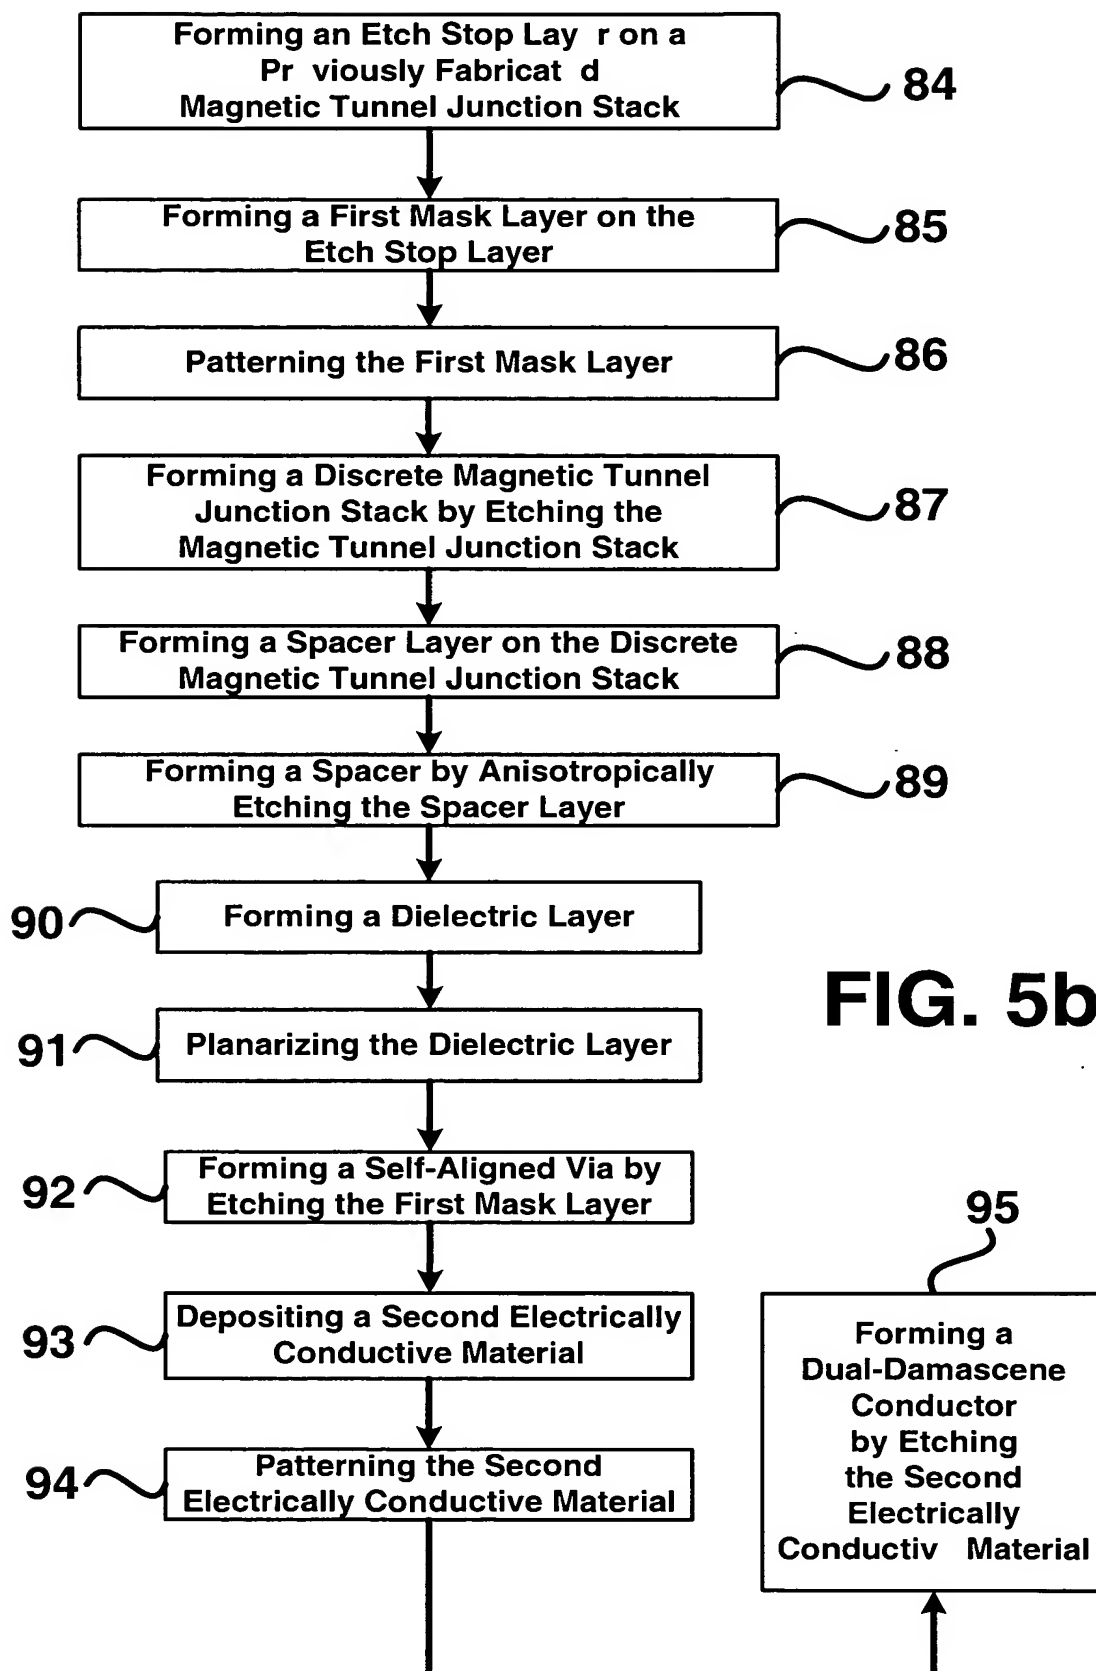 Forming an Etch Stop Lay r on a
Pr viously Fabricat d
Magnetic Tunnel Junction Stack
84
Forming a First Mask Layer on the
Etch Stop Layer
85
Patterning the First Mask Layer
86
Forming a Discrete Magnetic Tunnel
Junction Stack by Etching the
Magnetic Tunnel Junction Stack
87
Forming a Spacer Layer on the Discrete
Magnetic Tunnel Junction Stack
88
Forming a Spacer by Anisotropically
Etching the Spacer Layer
89
90
Forming a Dielectric Layer
FIG. 5b
91
Planarizing the Dielectric Layer
92
Forming a Self-Aligned Via by
Etching the First Mask Layer
93
Depositing a Second Electrically
Conductive Material
94
Patterning the Second
Electrically Conductive Material
95
Forming a
Dual-Damascene
Conductor
by Etching
the Second
Electrically
Conductiv Material